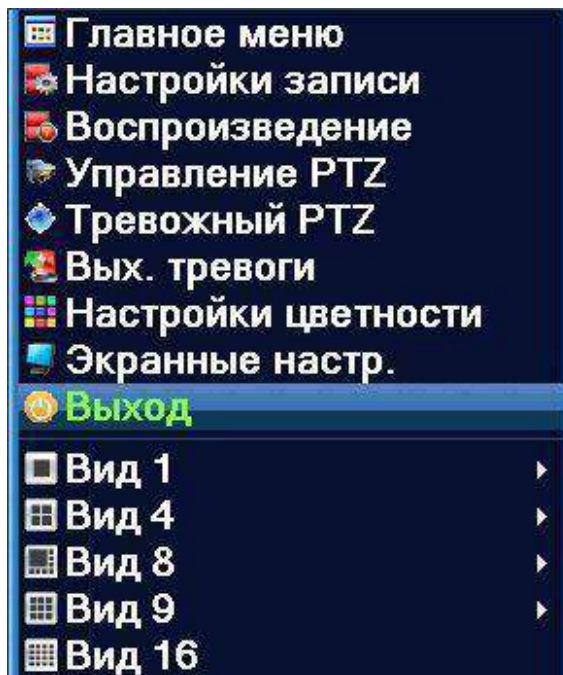 Главное меню
Настройки записи
Воспроизведение
Управление PTZ
Тревожный PTZ
Вых. тревоги
Настройки цветности
Экранные настр.
Выход
Вид 1
Вид 4
Вид 8
Вид 9
Вид 16